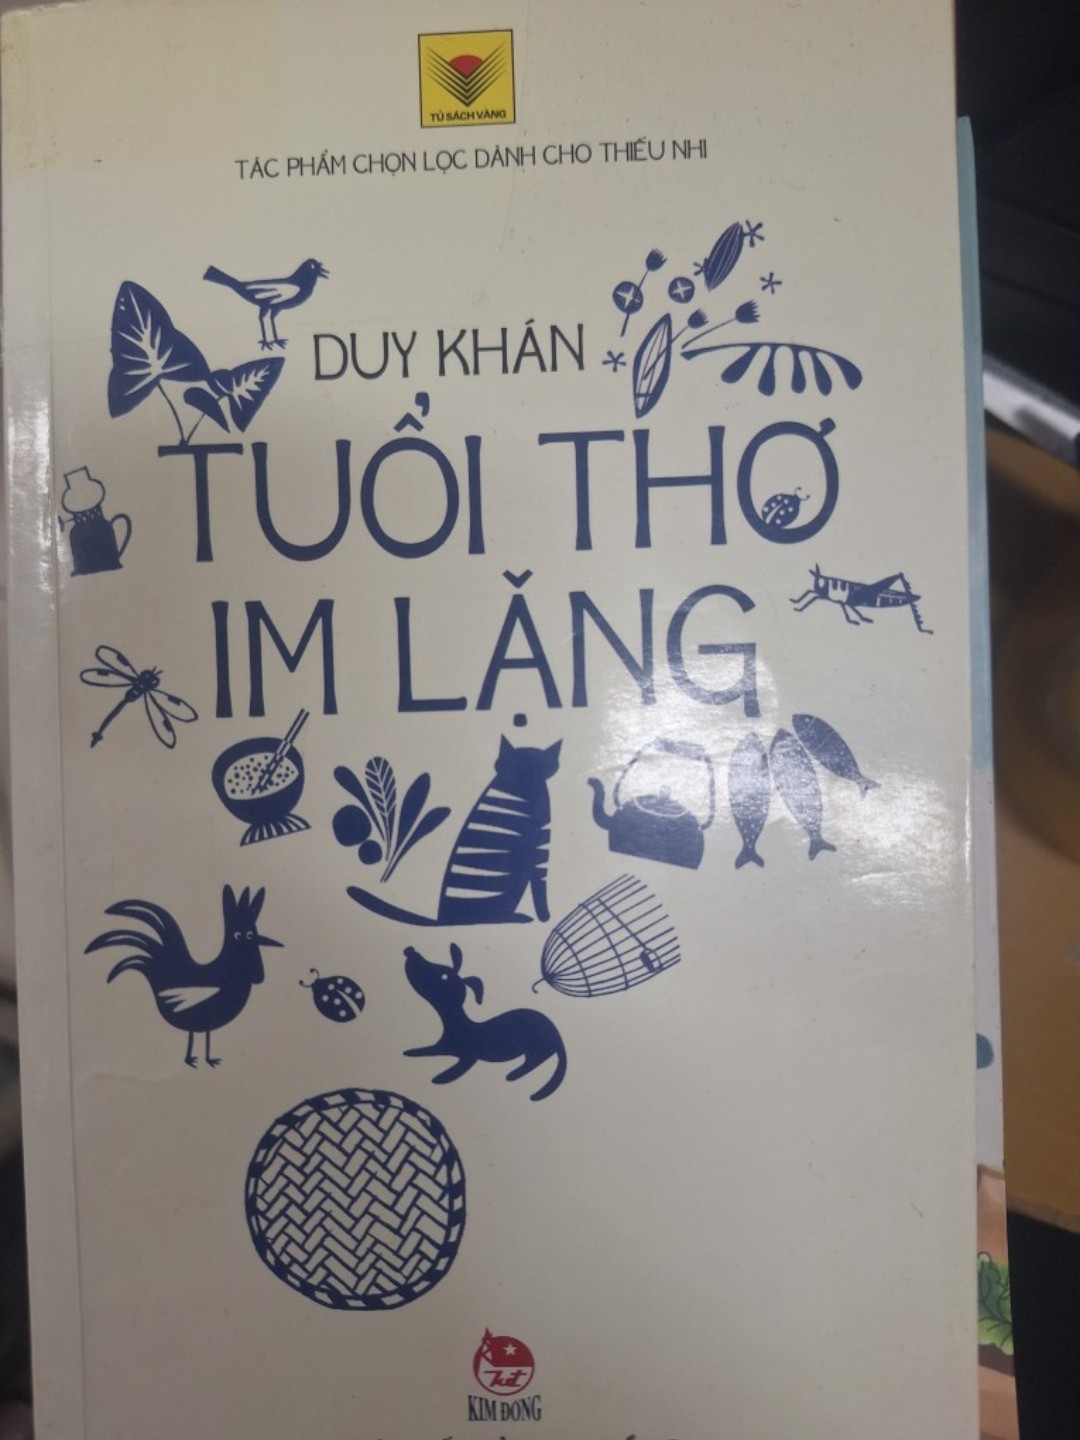 TỦ SÁCH VÀNG
TÁC PHẨM CHỌN LỌC DÀNH CHO THIẾU NHI
DUY KHÁN
TUỔI THƠ
IM LẶNG
KIM ĐỒNG